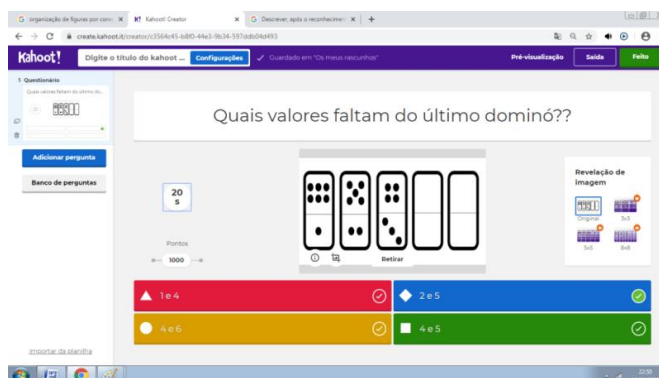 organização de figuras por conv
Kahoot! Creator
Descrever, após o reconhecimen
create.kahoot.it/creator/c3564c45-b8f0-44e3-9b34-597ddb04d493
Kahoot!
Digite o título do kahoot ...
Configurações
Guardado em "Os meus rascunhos"
Pré-visualização
Saída
Feito
1 Questionário
Quais valores faltam do último do...
Adicionar pergunta
Banco de perguntas
Quais valores faltam do último dominó??
20
s
Pontos
1000
Retirar
Revelação de
imagem
Original
3x3
5x5
8x8
1 e 4
2 e 5
4 e 6
4 e 5
Importar da planilha
22:50